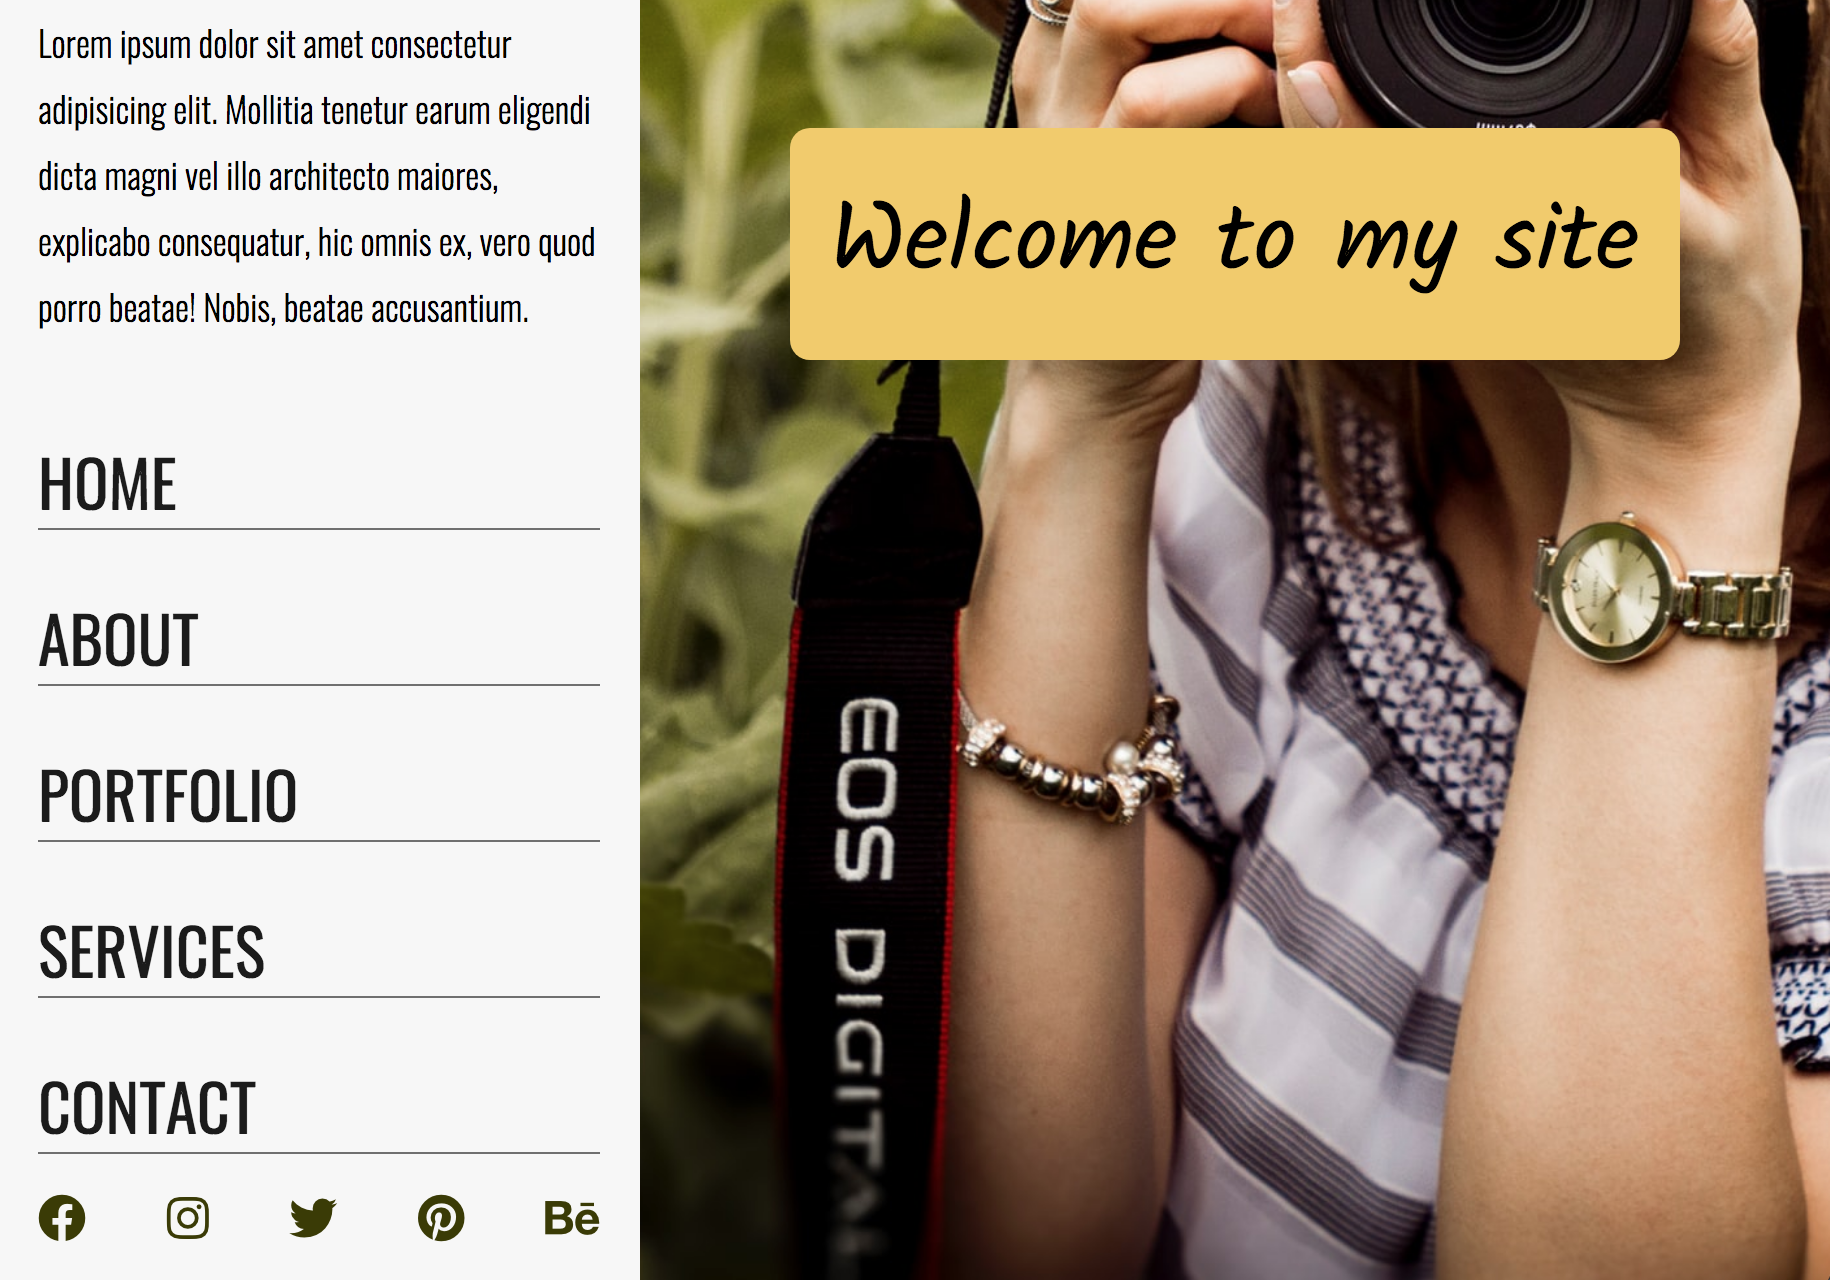 Lorem ipsum dolor sit amet consectetur
adipisicing elit. Mollitia tenetur earum eligendi
dicta magni vel illo architecto maiores,
explicabo consequatur, hic omnis ex, vero quod
porro beatae! Nobis, beatae accusantium.
HOME
ABOUT
PORTFOLIO
SERVICES
CONTACT
Bē
Welcome to my site
EOS DIGITAL